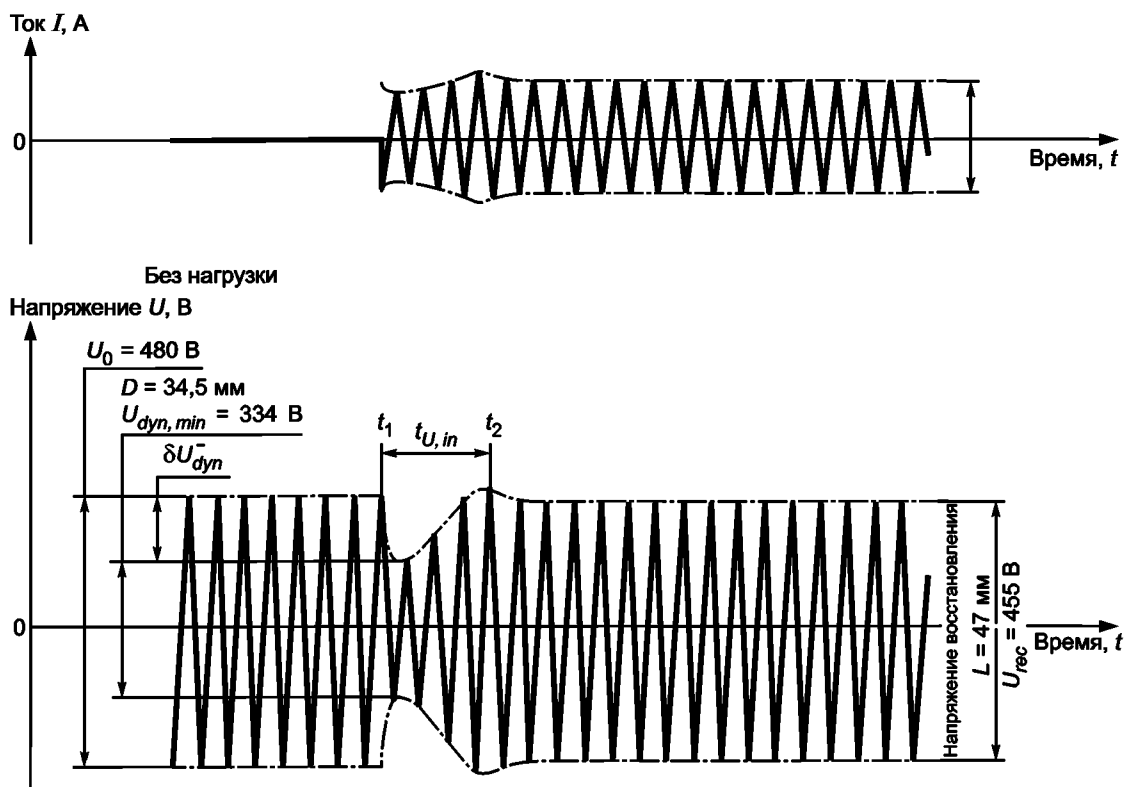 Ток I, А
0
Время, t
Без нагрузки
Напряжение U, В
U0 = 480 В
D = 34,5 мм
Udyn, min = 334 В
δU⁻dyn
t1
tU, in
t2
0
Время, t
Напряжение восстановления
L = 47 мм
Urec = 455 В